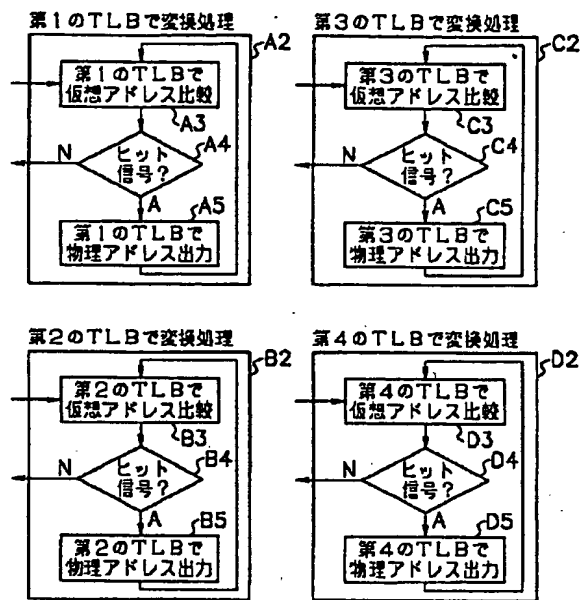 第1のTLBで変換処理
A2
第1のTLBで
仮想アドレス比較
A3
N
ヒット
信号?
A4
A
A5
第1のTLBで
物理アドレス出力
第3のTLBで変換処理
C2
第3のTLBで
仮想アドレス比較
C3
N
ヒット
信号?
C4
A
C5
第3のTLBで
物理アドレス出力
第2のTLBで変換処理
B2
第2のTLBで
仮想アドレス比較
B3
N
ヒット
信号?
B4
A
B5
第2のTLBで
物理アドレス出力
第4のTLBで変換処理
D2
第4のTLBで
仮想アドレス比較
D3
N
ヒット
信号?
D4
A
D5
第4のTLBで
物理アドレス出力